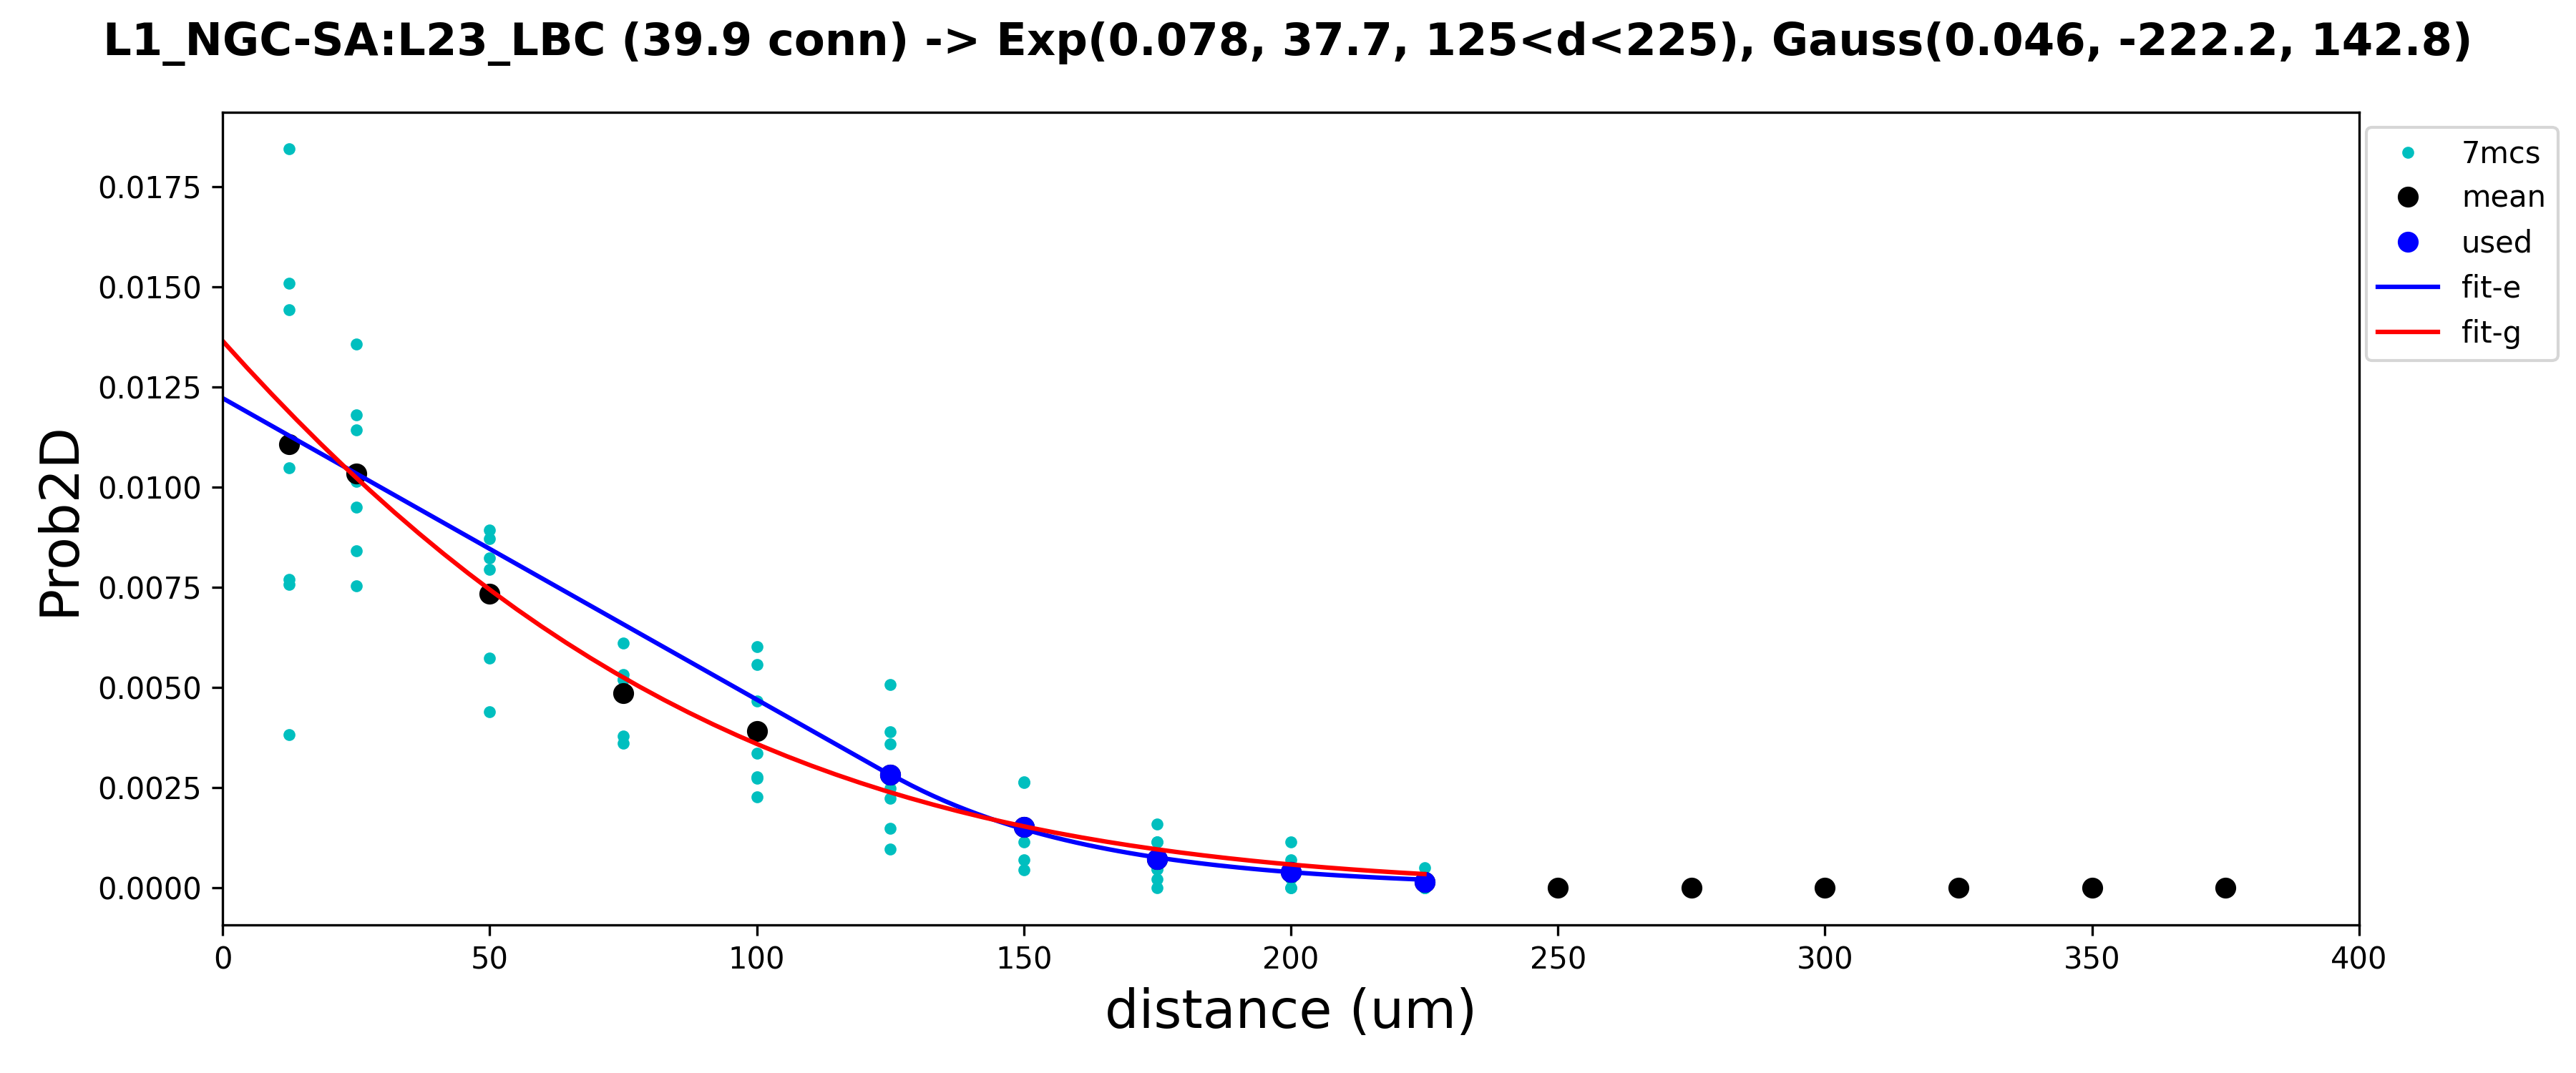 L1_NGC-SA:L23_LBC (39.9 conn) -> Exp(0.078, 37.7, 125<d<225), Gauss(0.046, -222.2, 142.8)
7mcs
mean
used
fit-e
fit-g
Prob2D
0.0175
0.0150
0.0125
0.0100
0.0075
0.0050
0.0025
0.0000
0 50 100 150 200 250 300 350 400
distance (um)